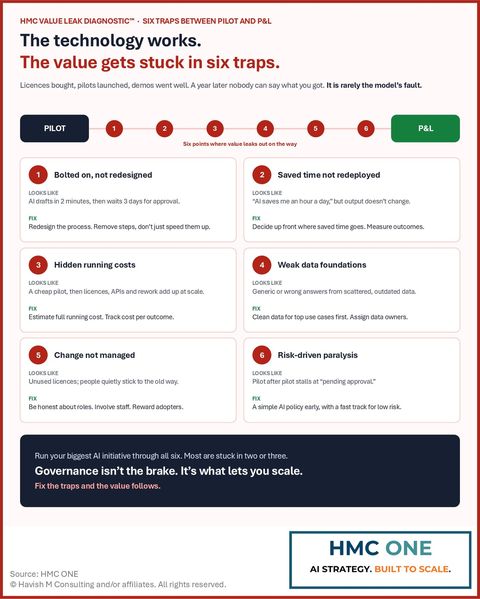 HMC VALUE LEAK DIAGNOSTIC™ · SIX TRAPS BETWEEN PILOT AND P&L
The technology works.
The value gets stuck in six traps.
Licences bought, pilots launched, demos went well. A year later nobody can say what you got. It is rarely the model's fault.
PILOT
1
2
3
4
5
6
P&L
Six points where value leaks out on the way
1 Bolted on, not redesigned
LOOKS LIKE
AI drafts in 2 minutes, then waits 3 days for approval.
FIX
Redesign the process. Remove steps, don't just speed them up.
2 Saved time not redeployed
LOOKS LIKE
“AI saves me an hour a day,” but output doesn't change.
FIX
Decide up front where saved time goes. Measure outcomes.
3 Hidden running costs
LOOKS LIKE
A cheap pilot, then licences, APIs and rework add up at scale.
FIX
Estimate full running cost. Track cost per outcome.
4 Weak data foundations
LOOKS LIKE
Generic or wrong answers from scattered, outdated data.
FIX
Clean data for top use cases first. Assign data owners.
5 Change not managed
LOOKS LIKE
Unused licences; people quietly stick to the old way.
FIX
Be honest about roles. Involve staff. Reward adopters.
6 Risk-driven paralysis
LOOKS LIKE
Pilot after pilot stalls at “pending approval.”
FIX
A simple AI policy early, with a fast track for low risk.
Run your biggest AI initiative through all six. Most are stuck in two or three.
Governance isn't the brake. It's what lets you scale.
Fix the traps and the value follows.
HMC ONE
AI STRATEGY. BUILT TO SCALE.
Source: HMC ONE
© Havish M Consulting and/or affiliates. All rights reserved.